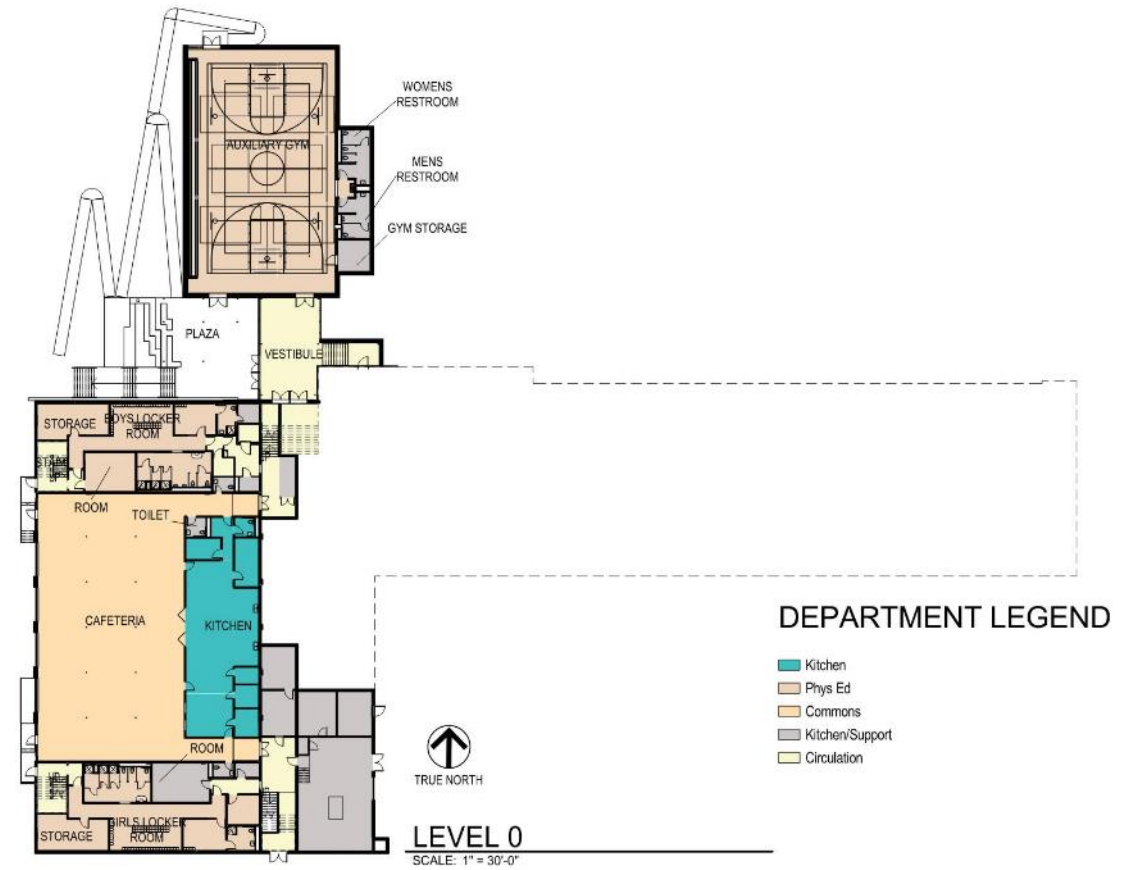 WOMENS
RESTROOM
AUXILIARY GYM
MENS
RESTROOM
GYM STORAGE
PLAZA
VESTIBULE
STORAGE
BOYS LOCKER
ROOM
ROOM
TOILET
CAFETERIA
KITCHEN
ROOM
STORAGE
GIRLS LOCKER
ROOM
TRUE NORTH
LEVEL 0
SCALE: 1" = 30'-0"
DEPARTMENT LEGEND
Kitchen
Phys Ed
Commons
Kitchen/Support
Circulation